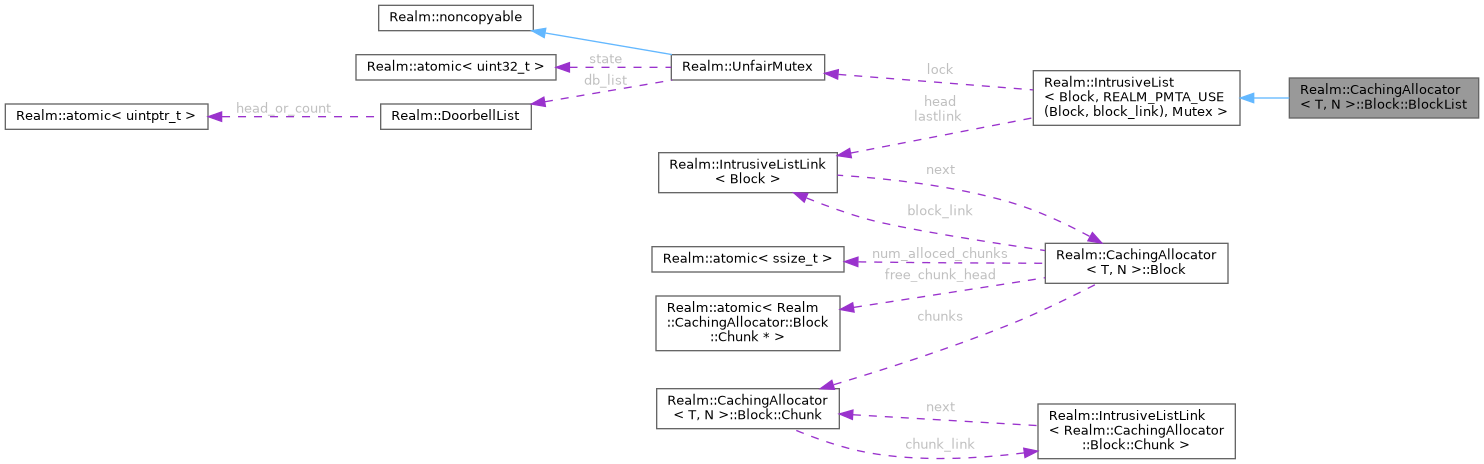 Realm::noncopyable
Realm::atomic< uint32_t >
state
Realm::UnfairMutex
db_list
lock
Realm::IntrusiveList
< Block, REALM_PMTA_USE
(Block, block_link), Mutex >
Realm::CachingAllocator
< T, N >::Block::BlockList
Realm::atomic< uintptr_t >
head_or_count
Realm::DoorbellList
head
lastlink
Realm::IntrusiveListLink
< Block >
next
block_link
Realm::atomic< ssize_t >
num_alloced_chunks
Realm::CachingAllocator
< T, N >::Block
free_chunk_head
Realm::atomic< Realm
::CachingAllocator::Block
::Chunk * >
chunks
Realm::CachingAllocator
< T, N >::Block::Chunk
next
chunk_link
Realm::IntrusiveListLink
< Realm::CachingAllocator
::Block::Chunk >